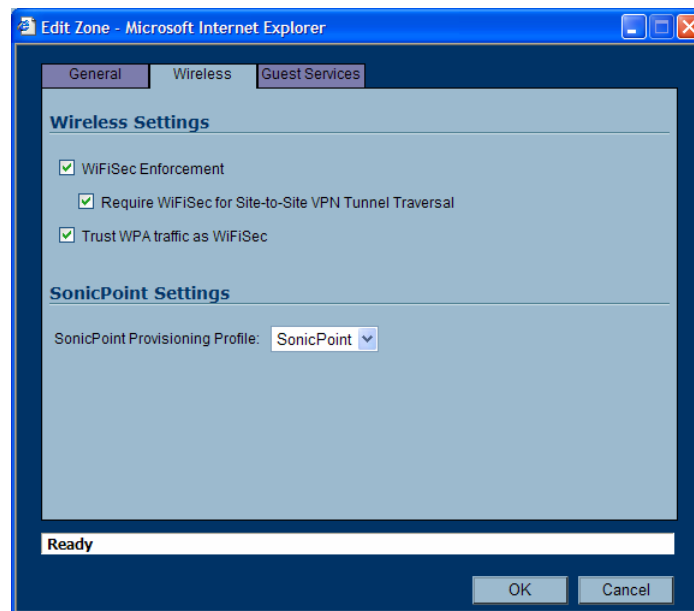 Edit Zone - Microsoft Internet Explorer
General Wireless Guest Services
Wireless Settings
WiFiSec Enforcement
Require WiFiSec for Site-to-Site VPN Tunnel Traversal
Trust WPA traffic as WiFiSec
SonicPoint Settings
SonicPoint Provisioning Profile: SonicPoint
Ready
OK Cancel